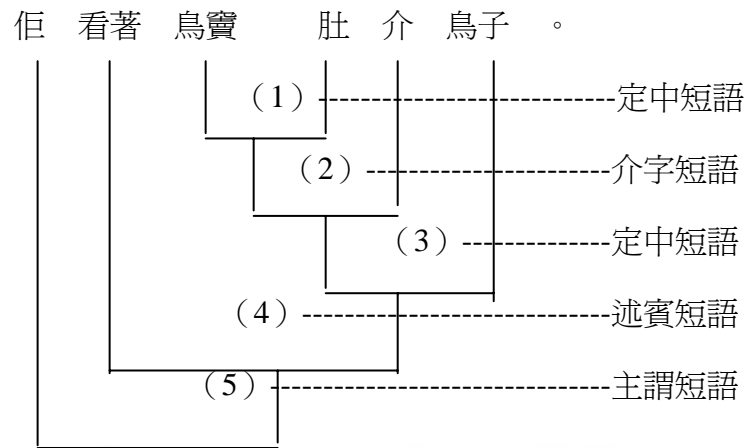 佢 看著 鳥竇 肚 介 鳥子 。
(1) 定中短語
(2) 介字短語
(3) 定中短語
(4) 述賓短語
(5) 主謂短語